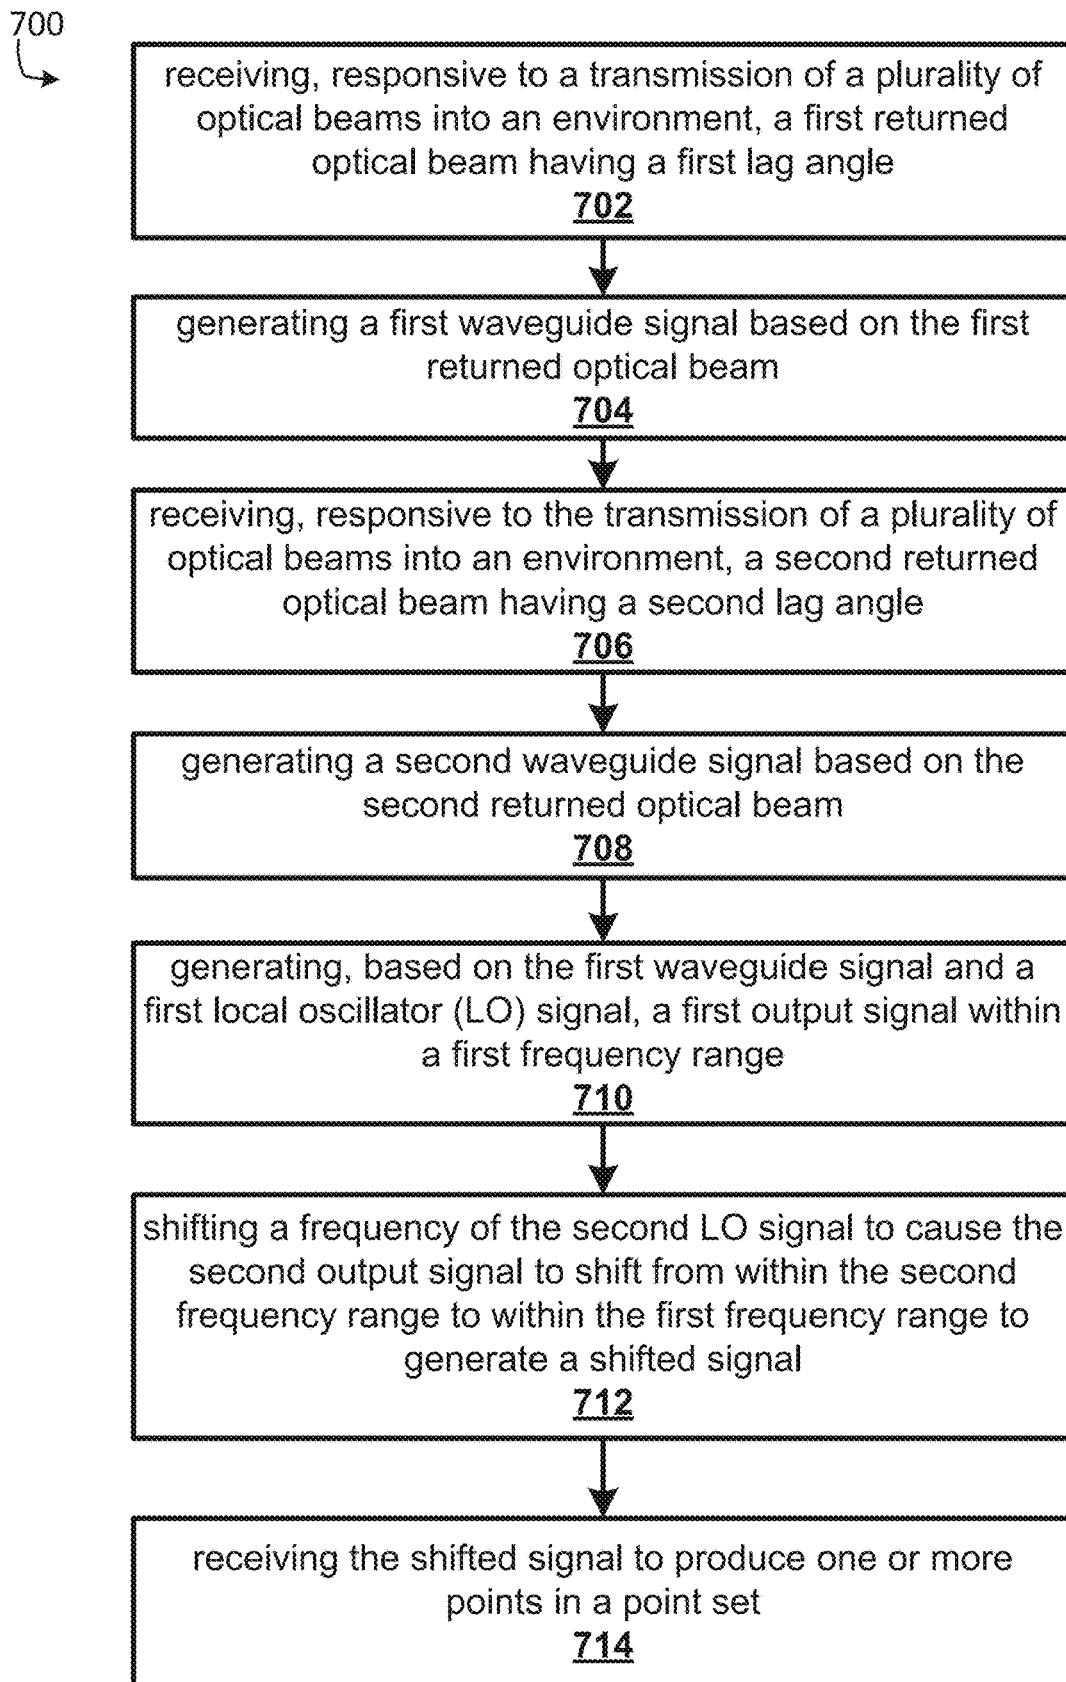 700
receiving, responsive to a transmission of a plurality of
optical beams into an environment, a first returned
optical beam having a first lag angle
702
generating a first waveguide signal based on the first
returned optical beam
704
receiving, responsive to the transmission of a plurality of
optical beams into an environment, a second returned
optical beam having a second lag angle
706
generating a second waveguide signal based on the
second returned optical beam
708
generating, based on the first waveguide signal and a
first local oscillator (LO) signal, a first output signal within
a first frequency range
710
shifting a frequency of the second LO signal to cause the
second output signal to shift from within the second
frequency range to within the first frequency range to
generate a shifted signal
712
receiving the shifted signal to produce one or more
points in a point set
714